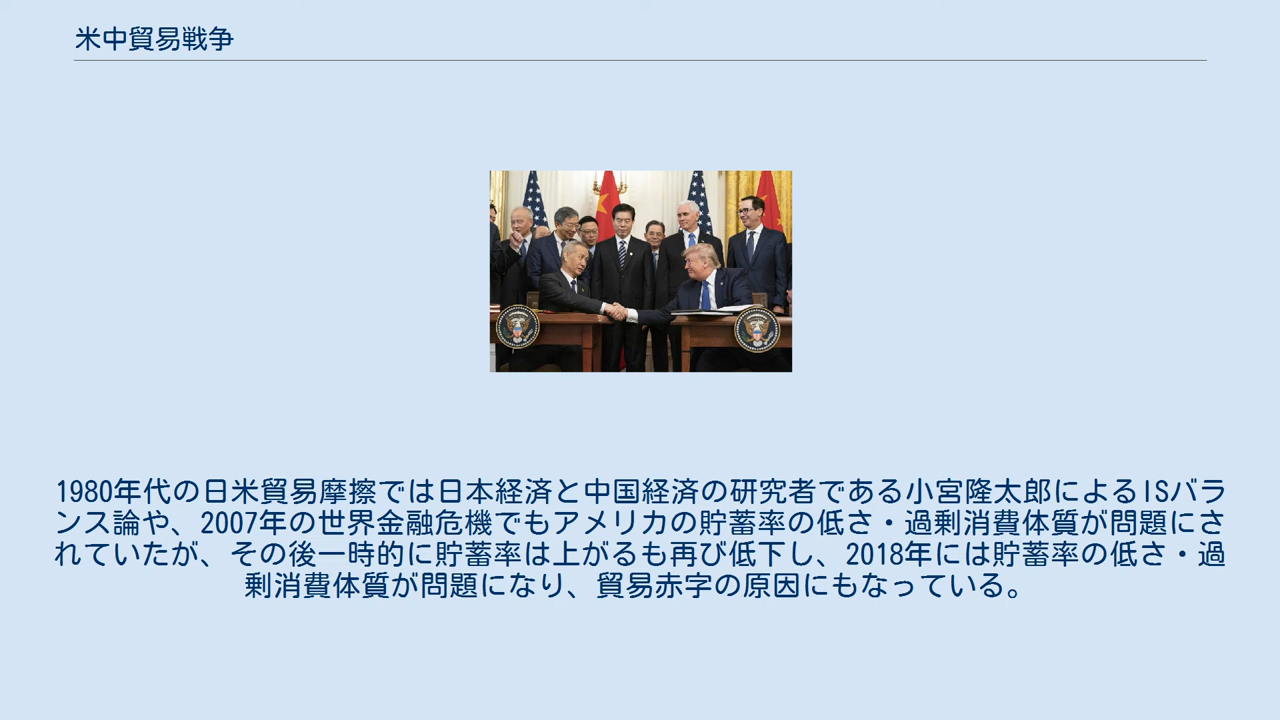 米中貿易戦争
1980年代の日米貿易摩擦では日本経済と中国経済の研究者である小宮隆太郎によるISバラ
ンス論や、2007年の世界金融危機でもアメリカの貯蓄率の低さ・過剰消費体質が問題にさ
れていたが、その後一時的に貯蓄率は上がるも再び低下し、2018年には貯蓄率の低さ・過
剰消費体質が問題になり、貿易赤字の原因にもなっている。